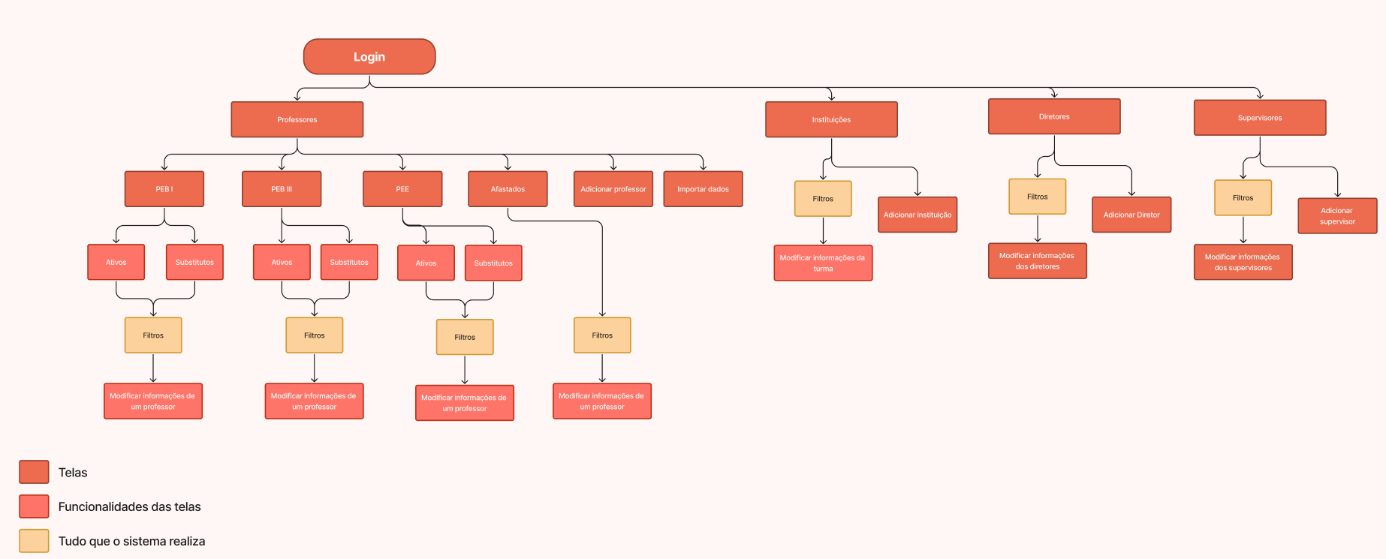 Login
Professores
Instituições
Diretores
Supervisores
PEB I
PEB III
PEE
Afastados
Adicionar professor
Importar dados
Filtros
Adicionar instituição
Filtros
Adicionar Diretor
Filtros
Adicionar
supervisor
Ativos
Substitutos
Ativos
Substitutos
Ativos
Substitutos
Modificar informações da
turma
Modificar informações
dos diretores
Modificar informações
dos supervisores
Filtros
Filtros
Filtros
Filtros
Modificar informações de
um professor
Modificar informações de
um professor
Modificar informações de
um professor
Modificar informações de
um professor
Telas
Funcionalidades das telas
Tudo que o sistema realiza